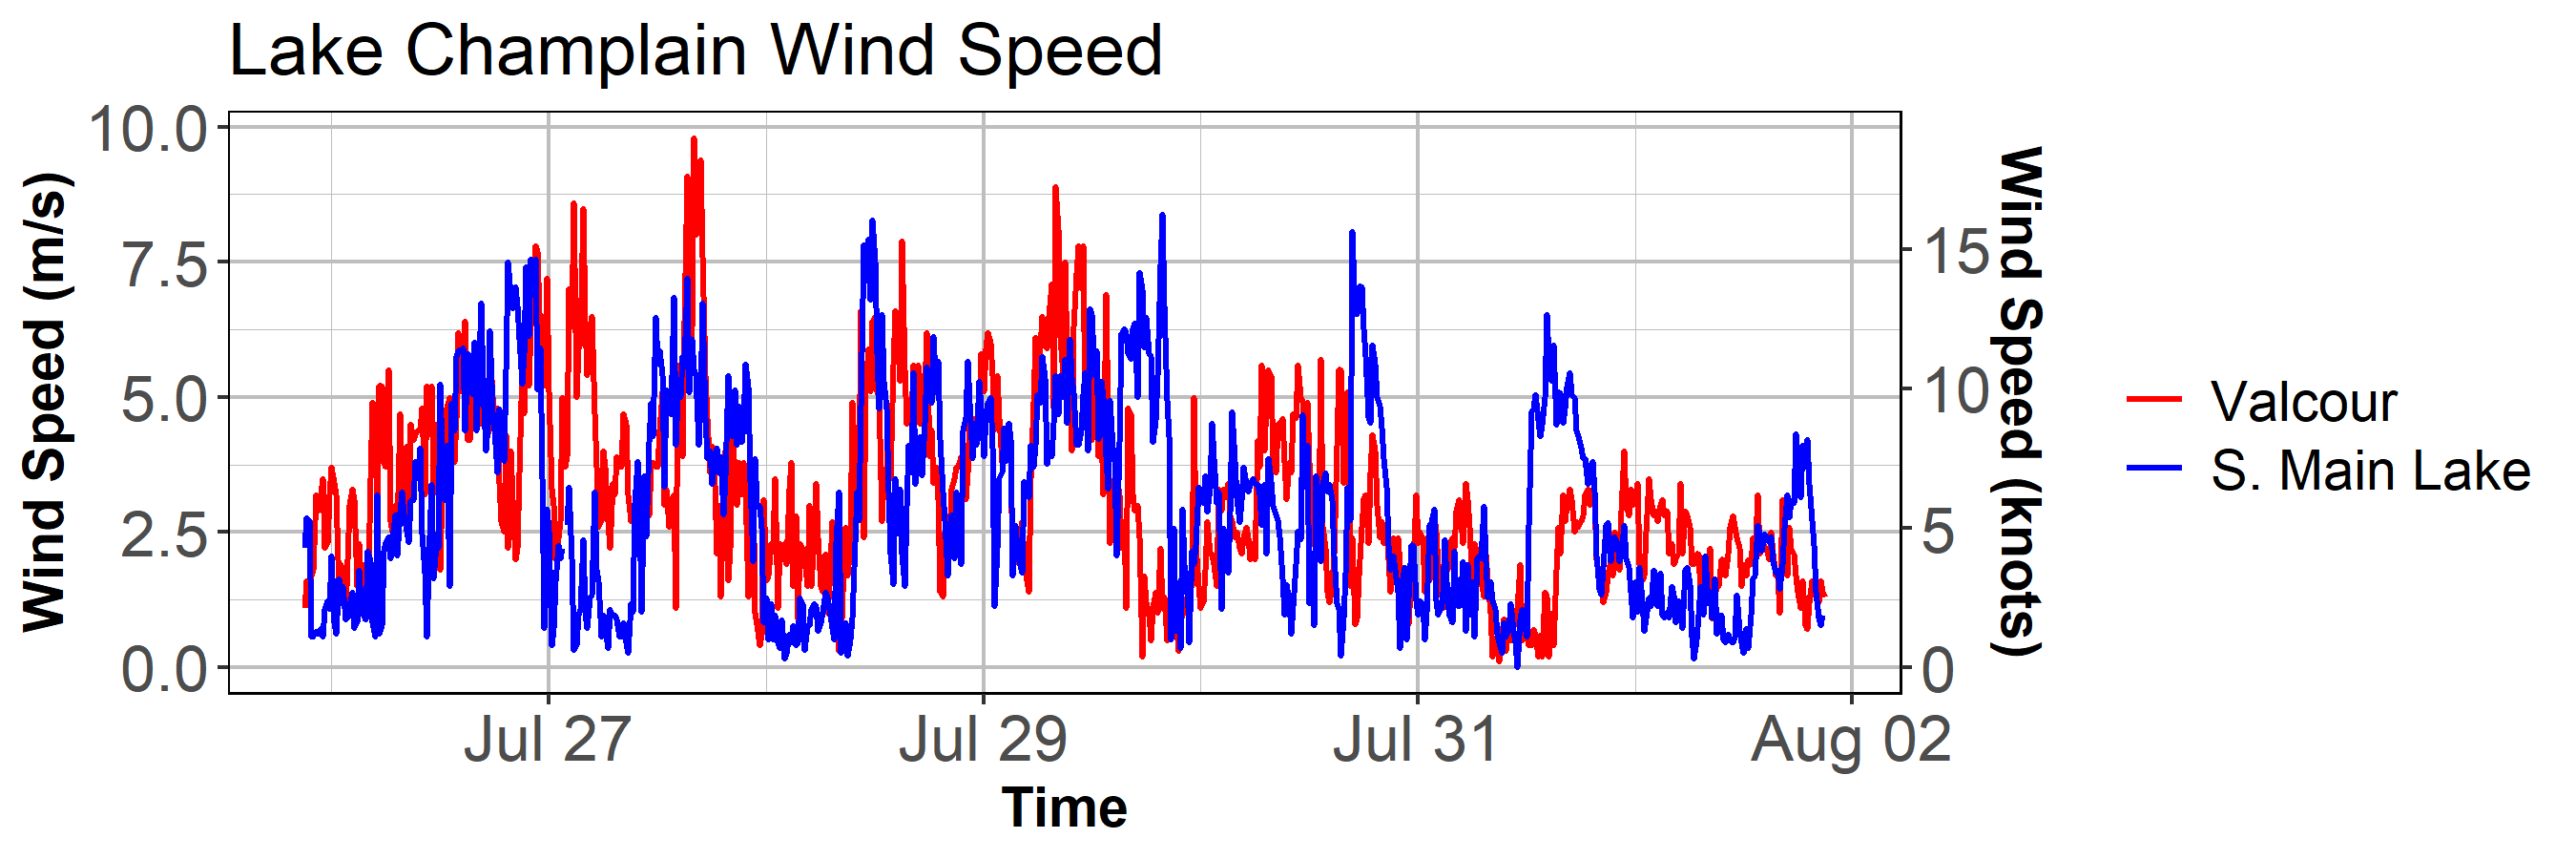 Lake Champlain Wind Speed
Wind Speed (m/s)
10.0
7.5
5.0
2.5
0.0
Jul 27
Jul 29
Jul 31
Aug 02
Time
15
10
5
0
Wind Speed (knots)
Valcour
S. Main Lake